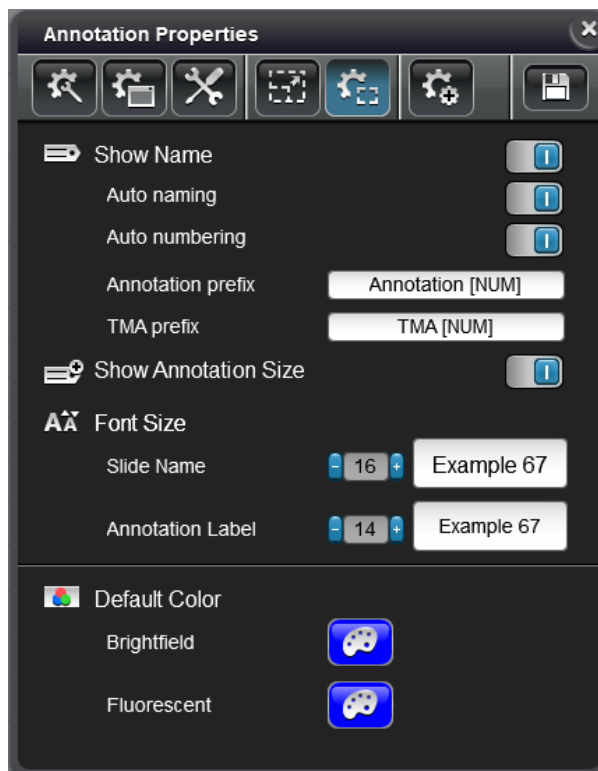 Annotation Properties
Show Name
Auto naming
Auto numbering
Annotation prefix Annotation [NUM]
TMA prefix TMA [NUM]
Show Annotation Size
Font Size
Slide Name - 16 + Example 67
Annotation Label - 14 + Example 67
Default Color
Brightfield
Fluorescent